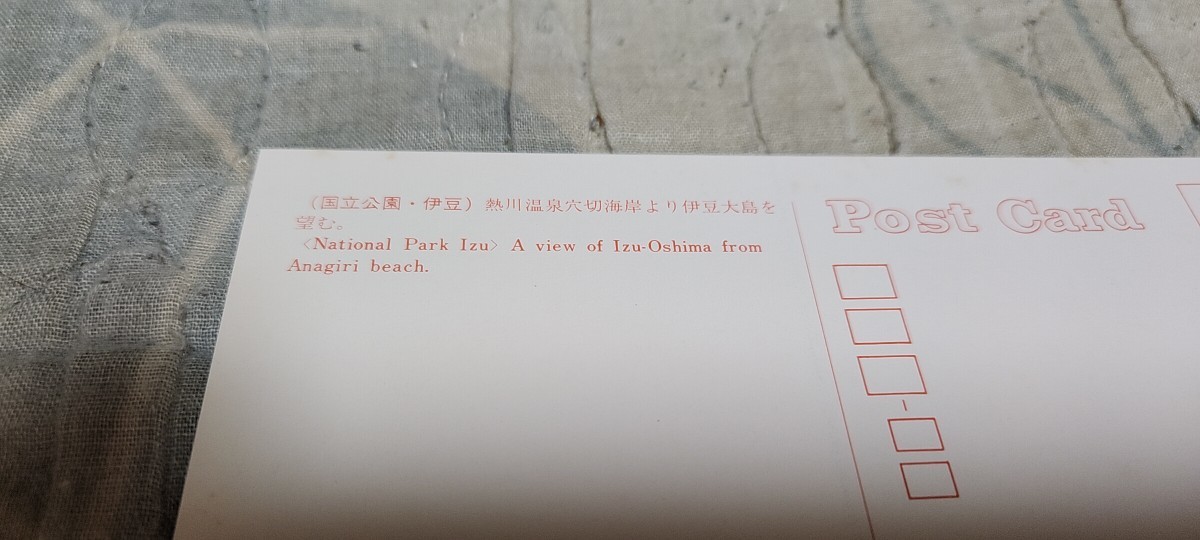 （国立公園・伊豆）熱川温泉穴切海岸より伊豆大島を
望む。
〈National Park Izu〉 A view of Izu-Oshima from
Anagiri beach.
Post Card